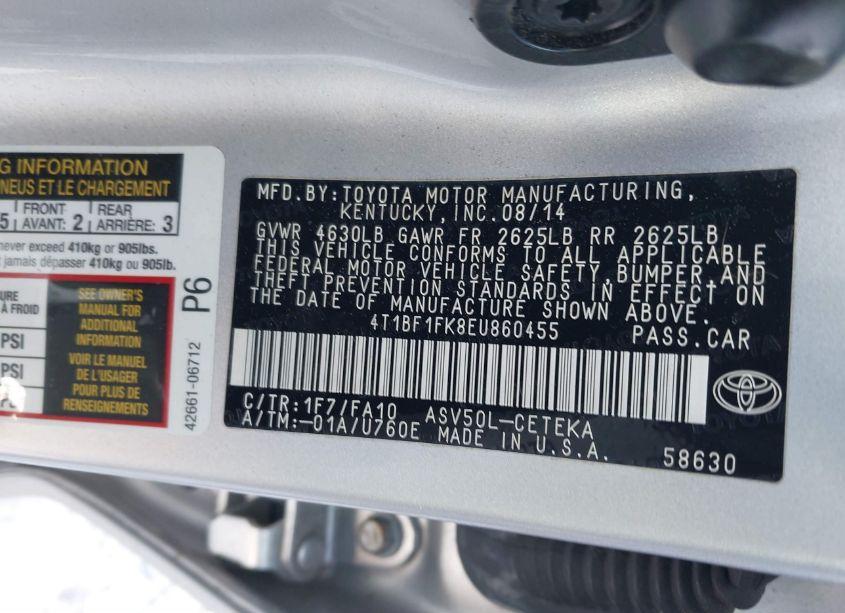 G INFORMATION
NEUS ET LE CHARGEMENT
5 FRONT AVANT: 2 REAR ARRIÈRE: 3
never exceed 410kg or 905lbs.
t jamais dépasser 410kg ou 905lb.
URE
À FROID
PSI
PSI
SEE OWNER'S
MANUAL FOR
ADDITIONAL
INFORMATION
VOIR LE MANUEL
DE L'USAGER
POUR PLUS DE
RENSEIGNEMENTS
P6
42661-06712
MFD.BY:TOYOTA MOTOR MANUFACTURING,
KENTUCKY,INC.08/14
GVWR 4630LB GAWR FR 2625LB RR 2625LB
THIS VEHICLE CONFORMS TO ALL APPLICABLE
FEDERAL MOTOR VEHICLE SAFETY, BUMPER,AND
THEFT PREVENTION STANDARDS IN EFFECT ON
THE DATE OF MANUFACTURE SHOWN ABOVE.
4T1BF1FK8EU860455 PASS.CAR
C/TR:1F7/FA10 ASV50L-CETEKA
A/TM:-01A/U760E MADE IN U.S.A.
58630